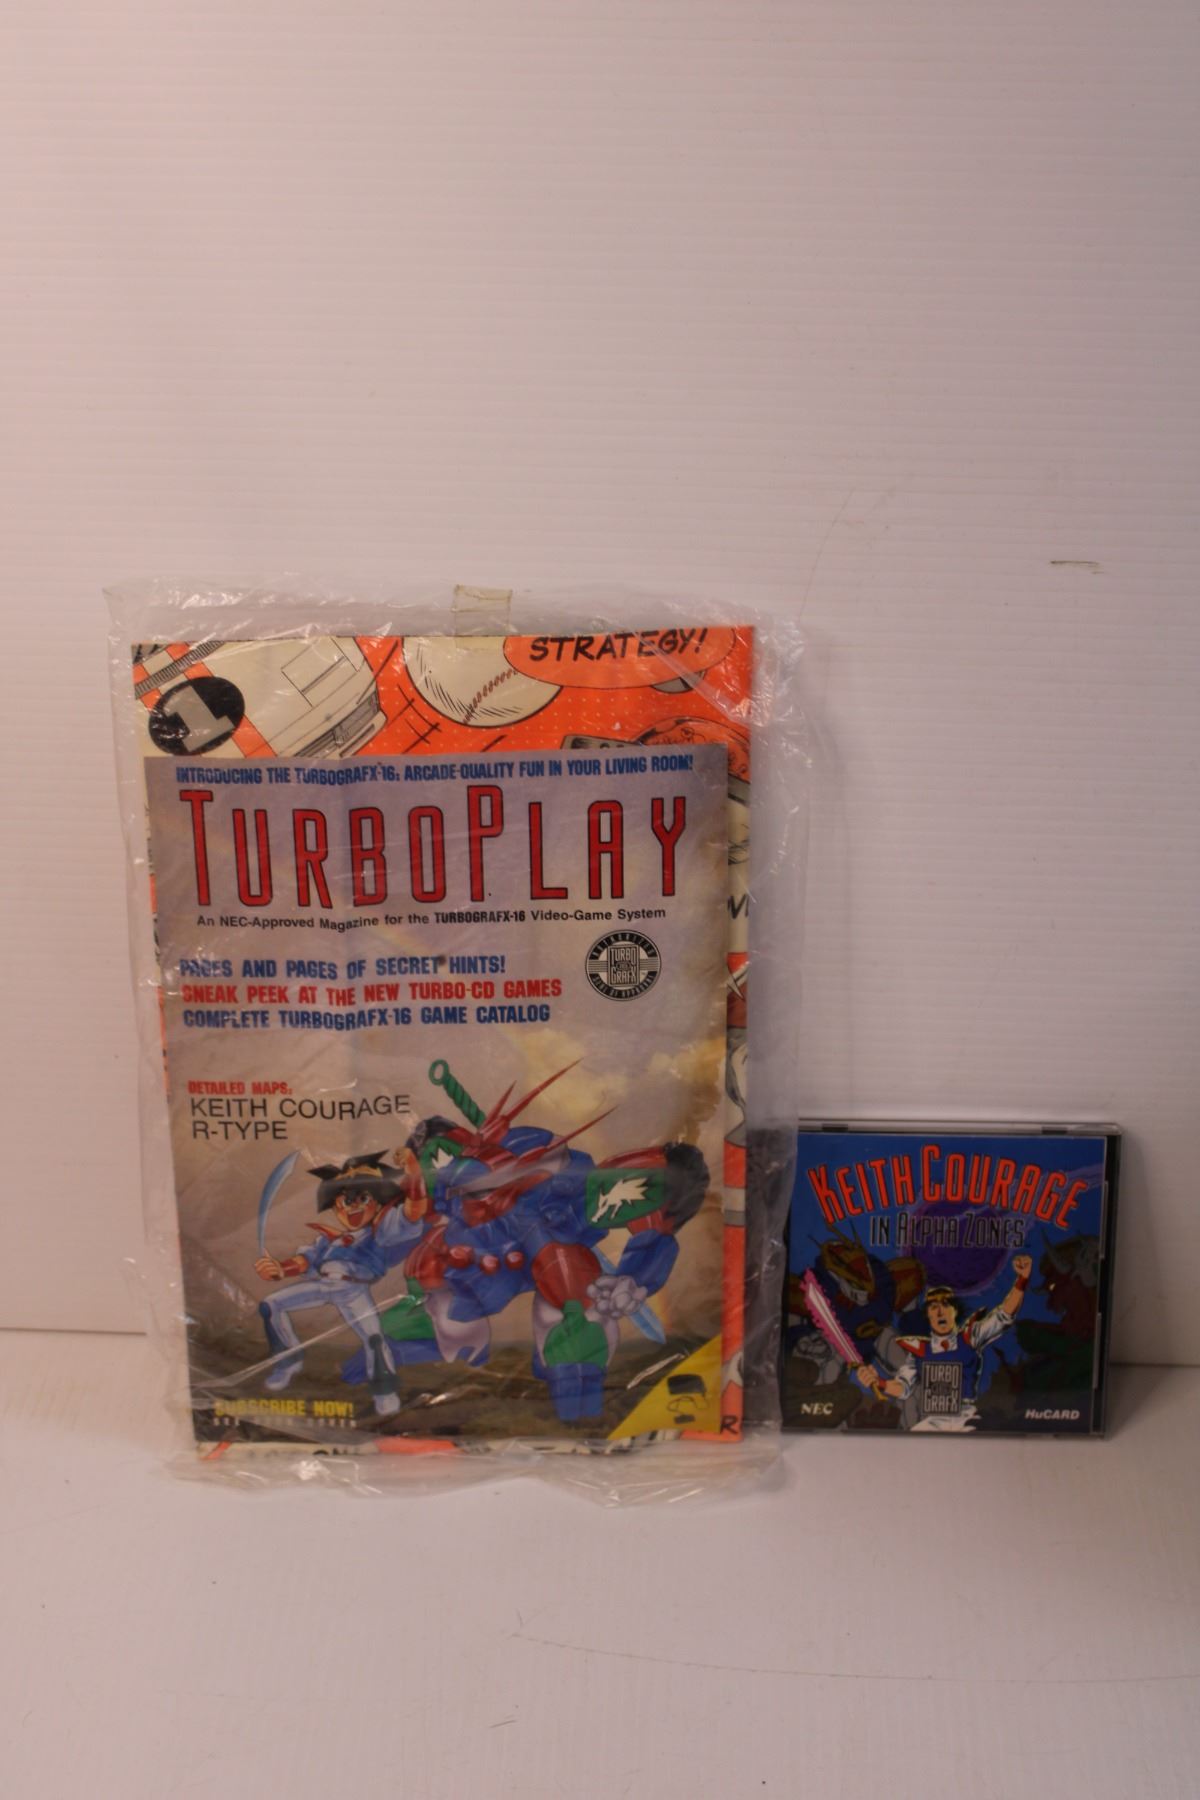 STRATEGY!
1
INTRODUCING THE TURBOGRAFX-16: ARCADE-QUALITY FUN IN YOUR LIVING ROOM!
TURBOPLAY
An NEC-Approved Magazine for the TURBOGRAFX-16 Video-Game System
PAGES AND PAGES OF SECRET HINTS!
SNEAK PEEK AT THE NEW TURBO-CD GAMES
COMPLETE TURBOGRAFX-16 GAME CATALOG
TURBO
GRAFX
DETAILED MAPS:
KEITH COURAGE
R-TYPE
SUBSCRIBE NOW!
KEITH COURAGE
IN ALPHA ZONES
TURBO
GRAFX
NEC
HuCARD